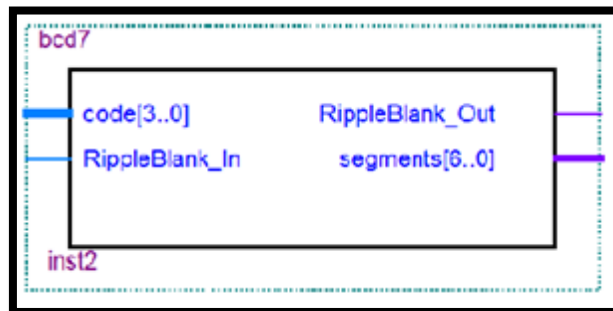 bcd7
code[3..0] RippleBlank_Out
RippleBlank_In segments[6..0]
inst2